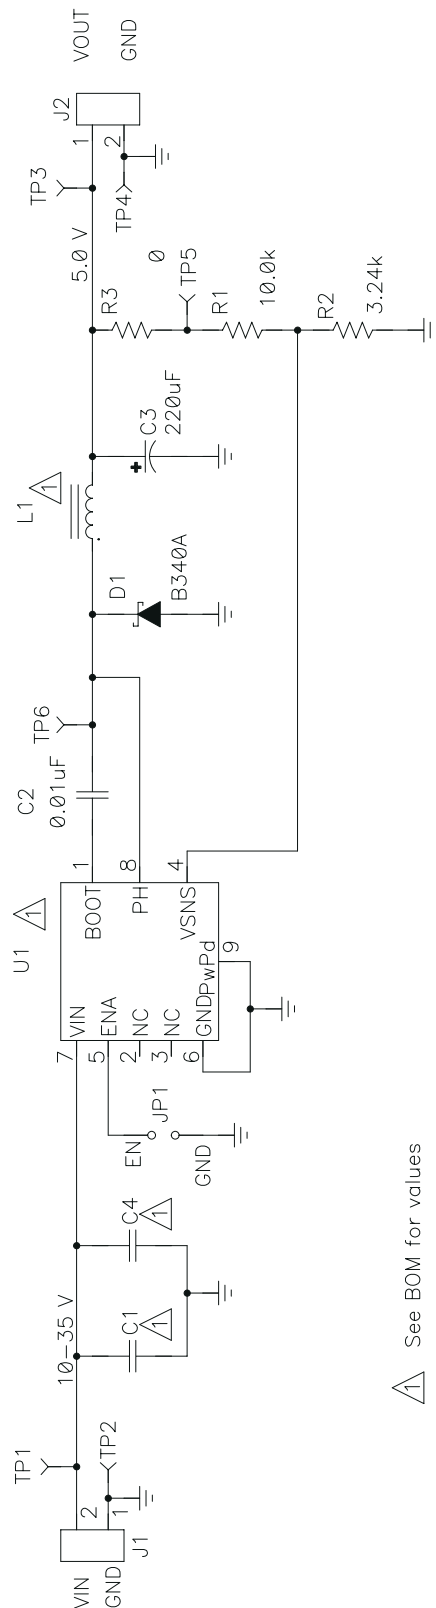 VIN
GND
J1
2
1
TP1
TP2
10-35 V
C1
1
C4
1
EN
GND
JP1
U1
1
7
5
2
3
6
VIN
ENA
NC
NC
GND
BOOT
PH
VSNS
PwPd
9
1
8
4
C2
0.01uF
TP6
D1
B340A
L1
1
C3
220uF
5.0 V
R3
0
TP5
R1
10.0k
R2
3.24k
TP3
TP4
1
2
J2
VOUT
GND
1 See BOM for values